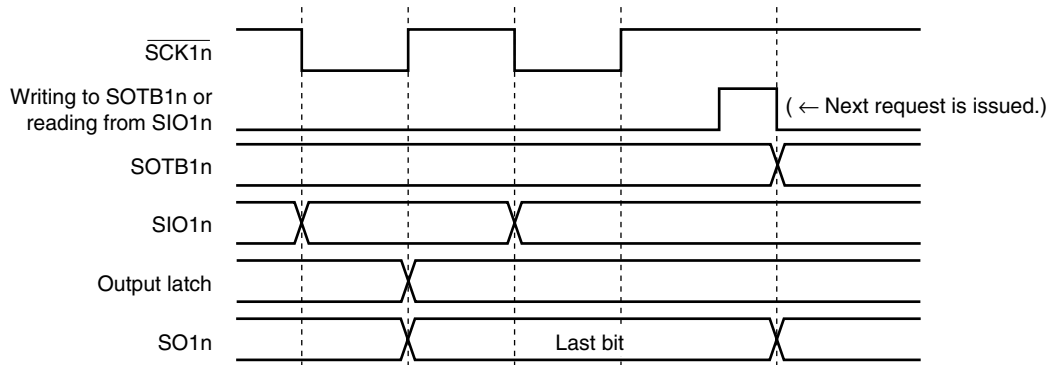 SCK1n
Writing to SOTB1n or
reading from SIO1n
( ← Next request is issued.)
SOTB1n
SIO1n
Output latch
SO1n
Last bit